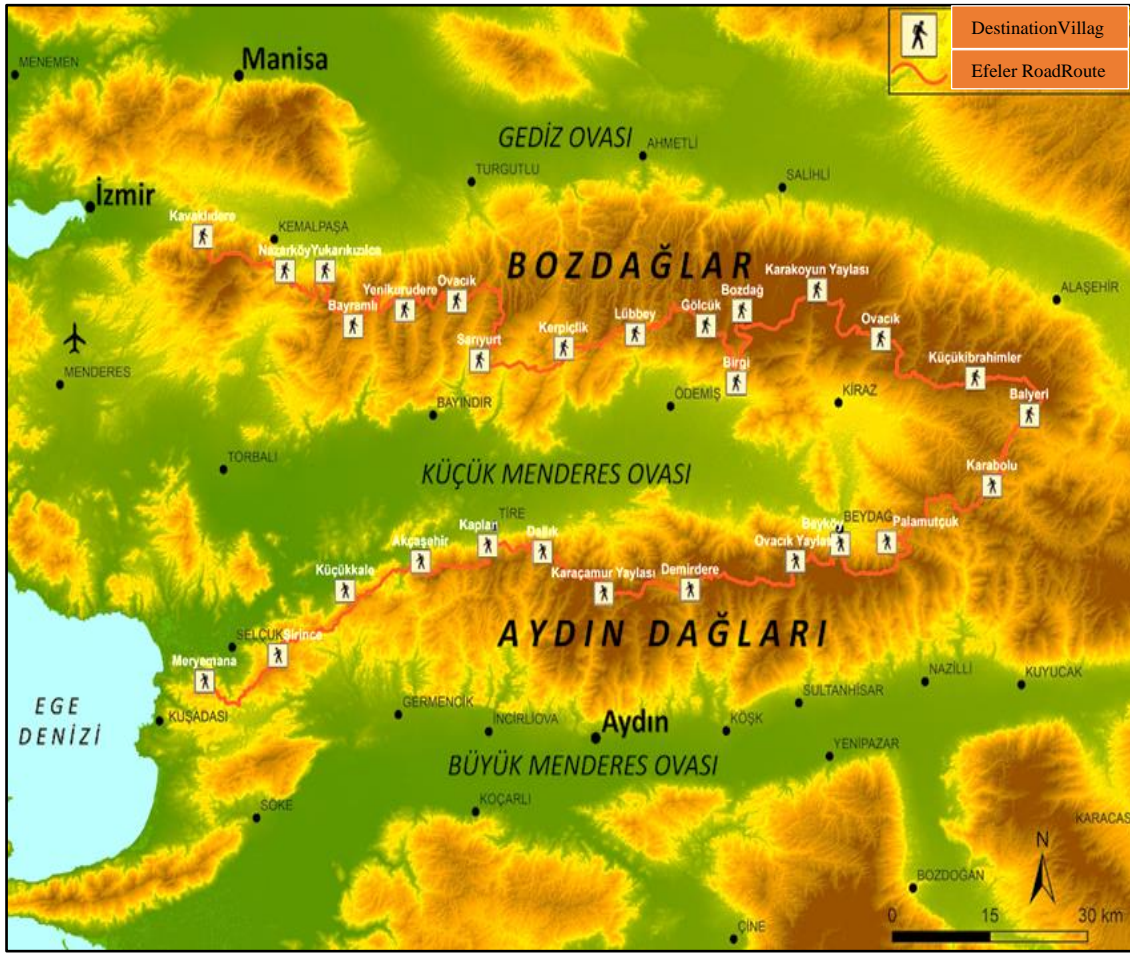 DestinationVillag
Efeler RoadRoute
MENEMEN
Manisa
GEDİZ OVASI
AHMETLİ
TURGUTLU
SALİHLİ
İzmir
Kavaklıdere
KEMALPAŞA
Nazarköy
Yukarıkızılca
BOZDAĞLAR
Karakoyun Yaylası
Yenikurudere
Ovacık
Bozdağ
ALAŞEHİR
Bayramlı
Lübbey
Gölcük
Kerpiçlik
Ovacık
Sarıyurt
Birgi
Küçükibrahimler
MENDERES
Balyeri
BAYINDIR
ÖDEMİŞ
KİRAZ
TORBALI
KÜÇÜK MENDERES OVASI
Karabolu
TİRE
Kaplan
Dallık
Beyköy
BEYDAĞ
Palamutçuk
Akçaşehir
Ovacık Yaylası
Küçükkale
Karaçamur Yaylası
Demirdere
SELÇUK
Şirince
AYDIN DAĞLARI
Meryemana
NAZİLLİ
KUYUCAK
EGE
DENİZİ
KUŞADASI
GERMENCİK
SULTANHİSAR
İNCİRLİOVA
Aydın
KÖŞK
YENİPAZAR
BÜYÜK MENDERES OVASI
SÖKE
KOÇARLI
KARACAS
N
BOZDOĞAN
0 15 30 km
ÇİNE